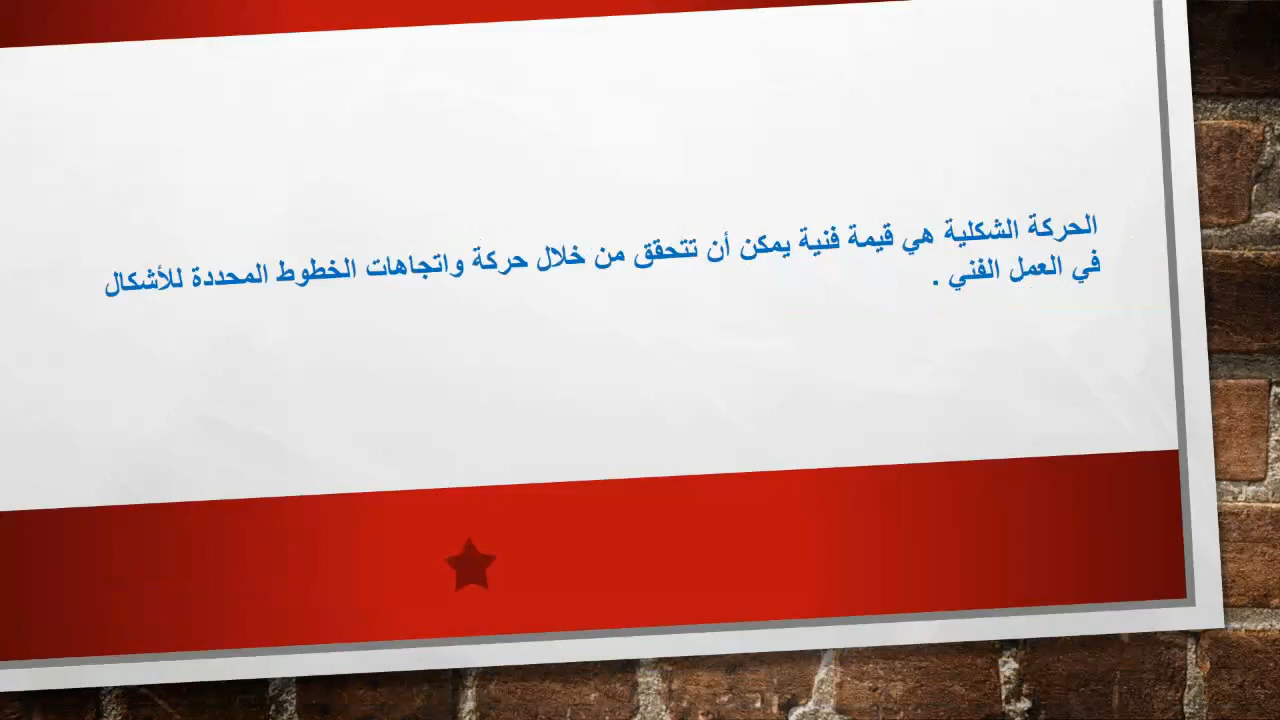 الحركة الشكلية هي قيمة فنية يمكن أن تتحقق من خلال حركة واتجاهات الخطوط المحددة للأشكال
في العمل الفني .